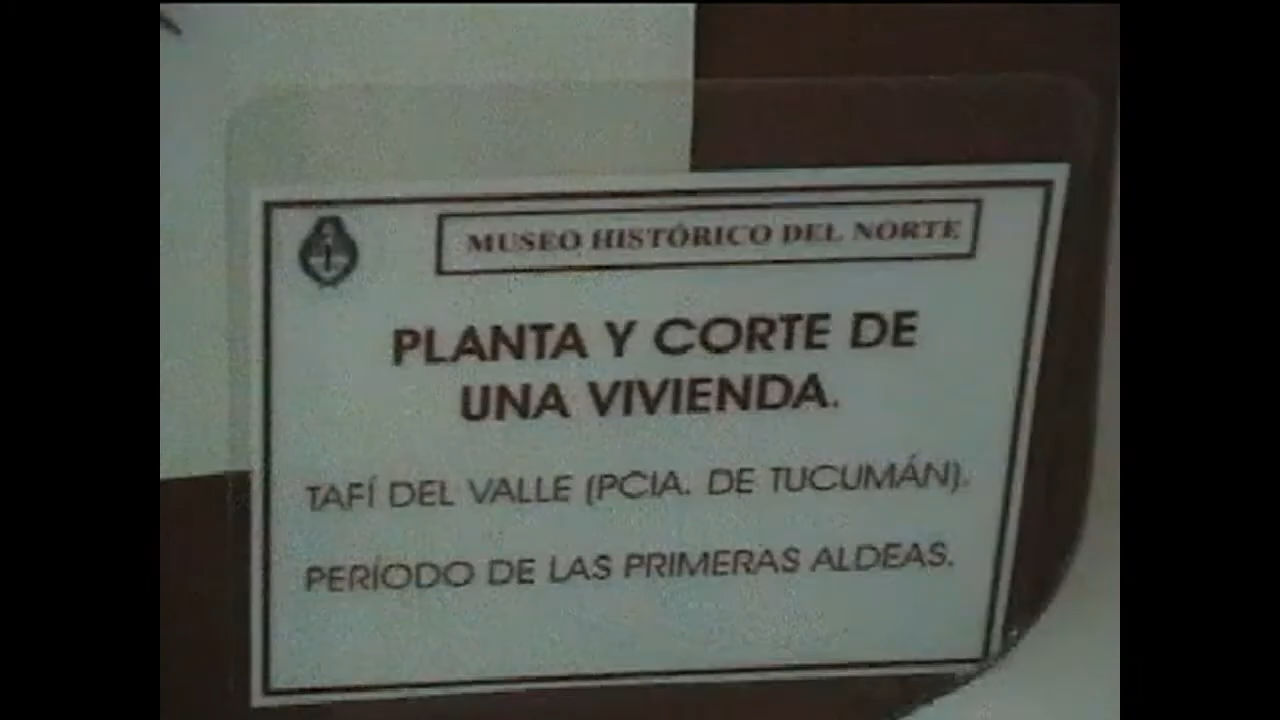 MUSEO HISTÓRICO DEL NORTE
PLANTA Y CORTE DE
UNA VIVIENDA.
TAFÍ DEL VALLE (PCIA. DE TUCUMÁN).
PERÍODO DE LAS PRIMERAS ALDEAS.